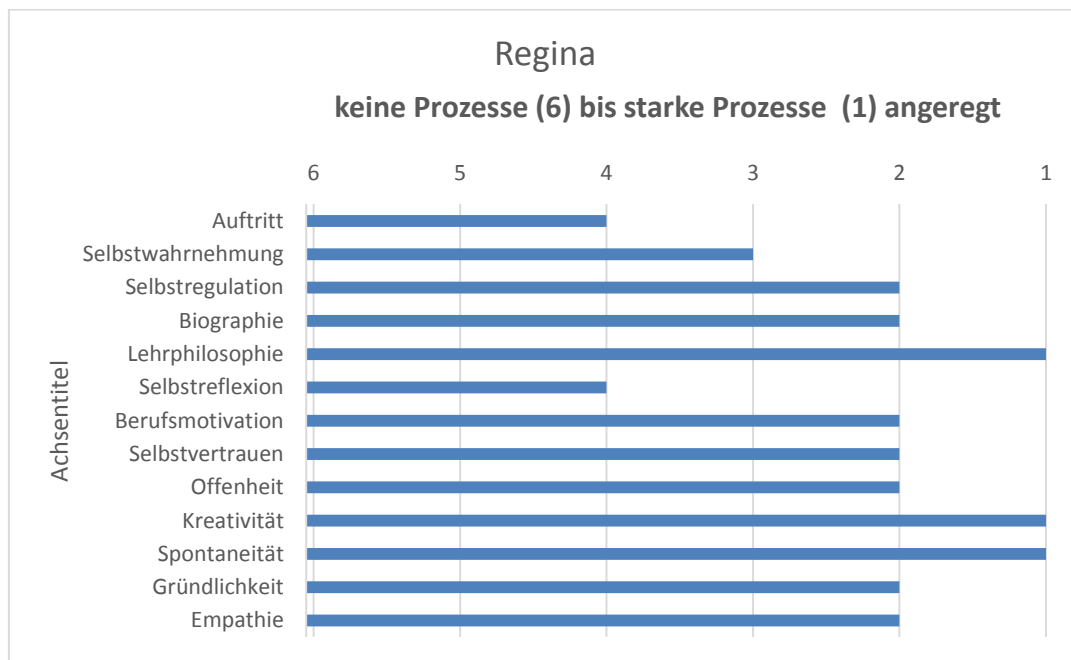 Regina
keine Prozesse (6) bis starke Prozesse (1) angeregt
6 5 4 3 2 1
Auftritt
Selbstwahrnehmung
Selbstregulation
Biographie
Lehrphilosophie
Selbstreflexion
Berufsmotivation
Selbstvertrauen
Offenheit
Kreativität
Spontaneität
Gründlichkeit
Empathie
Achsentitel